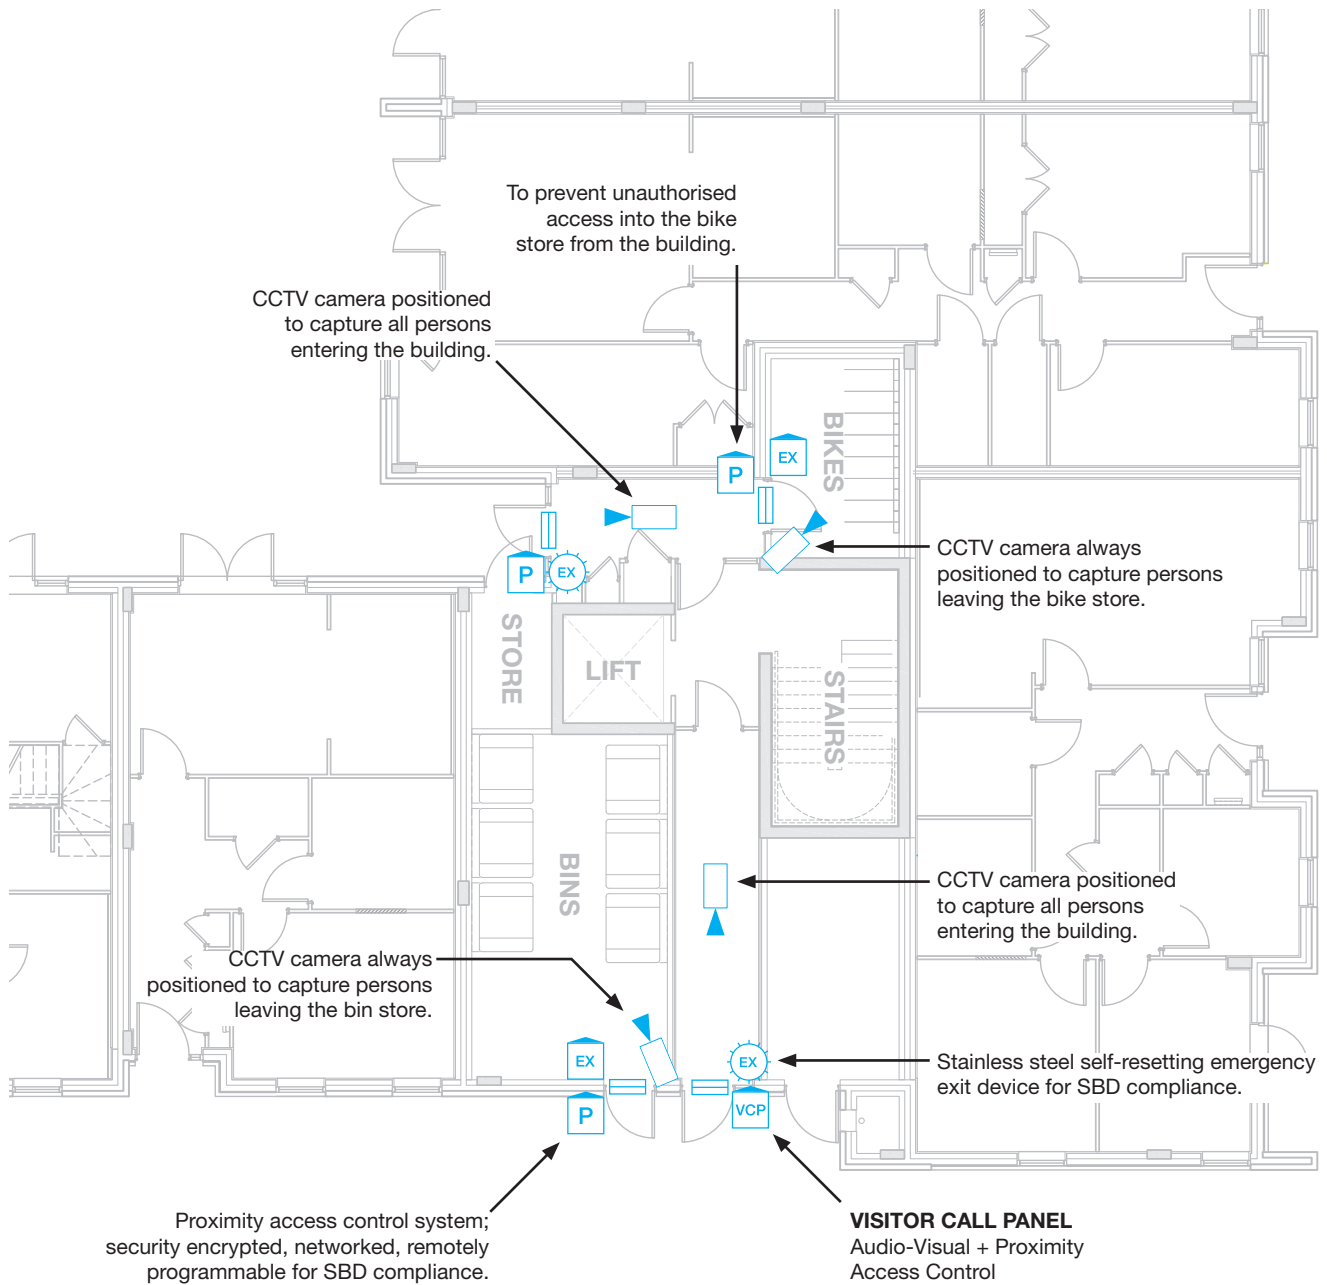 To prevent unauthorised
access into the bike
store from the building.
CCTV camera positioned
to capture all persons
entering the building.
BIKES
EX
P
CCTV camera always
positioned to capture persons
leaving the bike store.
P
EX
STORE
LIFT
STAIRS
BINS
CCTV camera positioned
to capture all persons
entering the building.
CCTV camera always
positioned to capture persons
leaving the bin store.
EX
EX
Stainless steel self-resetting emergency
exit device for SBD compliance.
P
VCP
Proximity access control system;
security encrypted, networked, remotely
programmable for SBD compliance.
VISITOR CALL PANEL
Audio-Visual + Proximity
Access Control